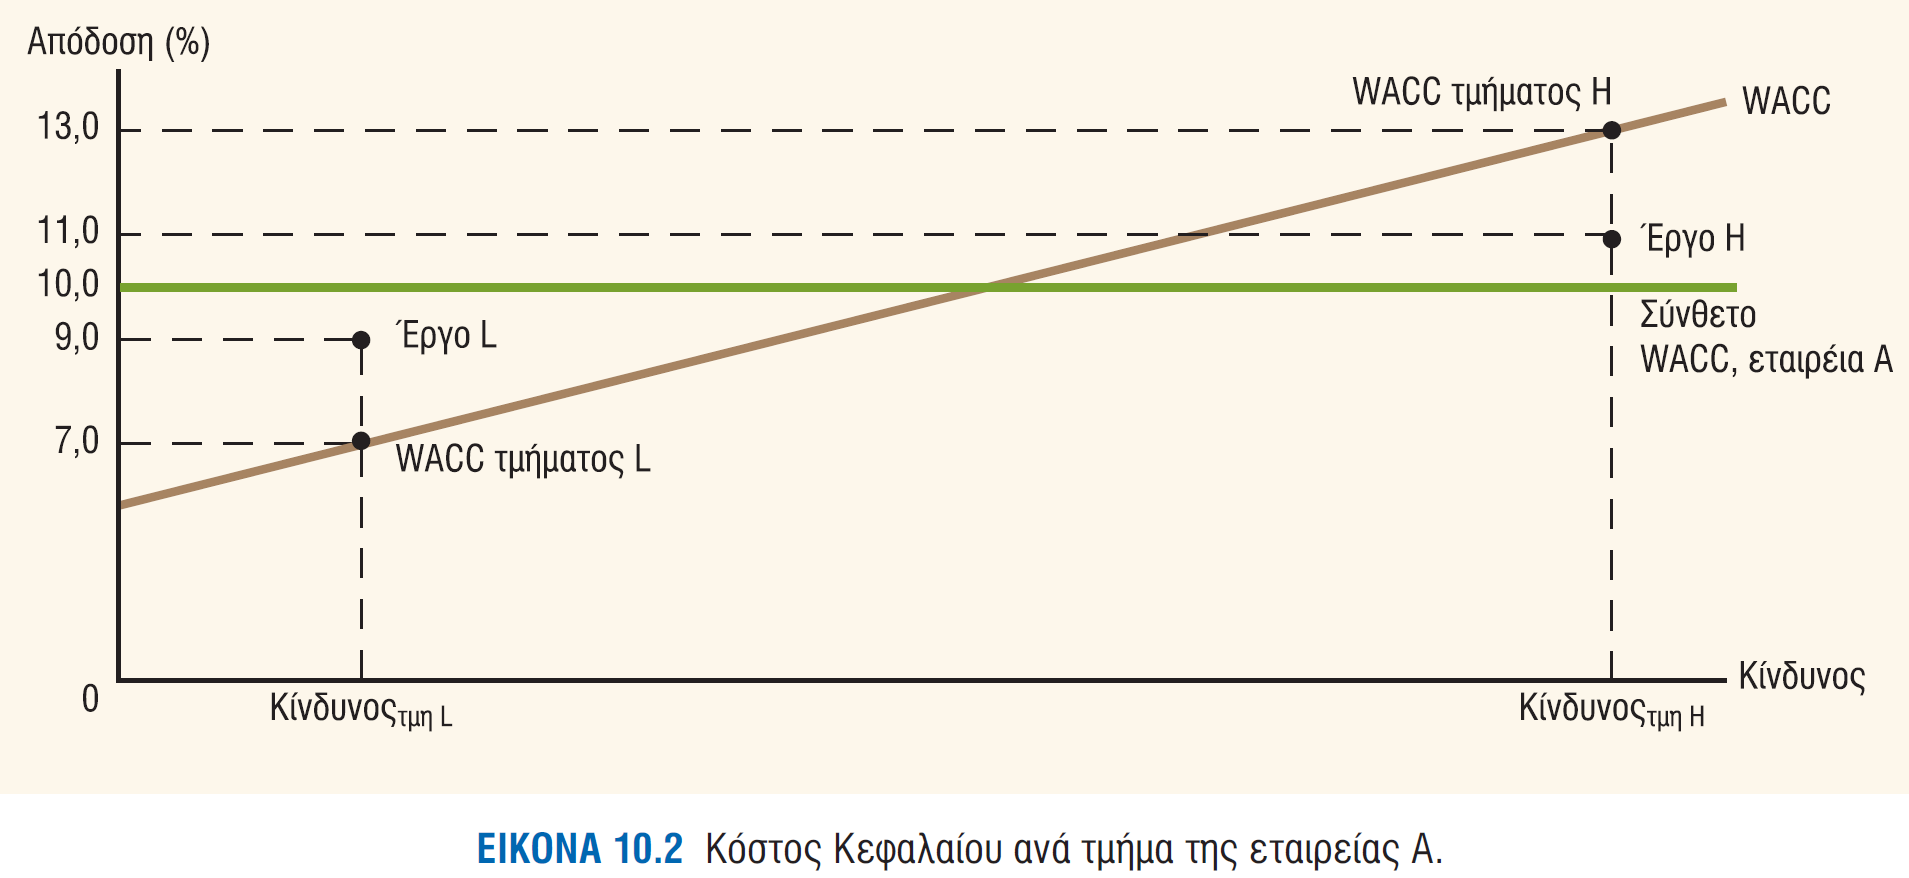 Απόδοση (%)
WACC τμήματος H
WACC
13,0
11,0
Έργο H
10,0
Σύνθετο
WACC, εταιρέια A
9,0
Έργο L
7,0
WACC τμήματος L
0
Κίνδυνος
Κίνδυνοςτμη L
Κίνδυνοςτμη H
ΕΙΚΟΝΑ 10.2 Κόστος Κεφαλαίου ανά τμήμα της εταιρείας Α.